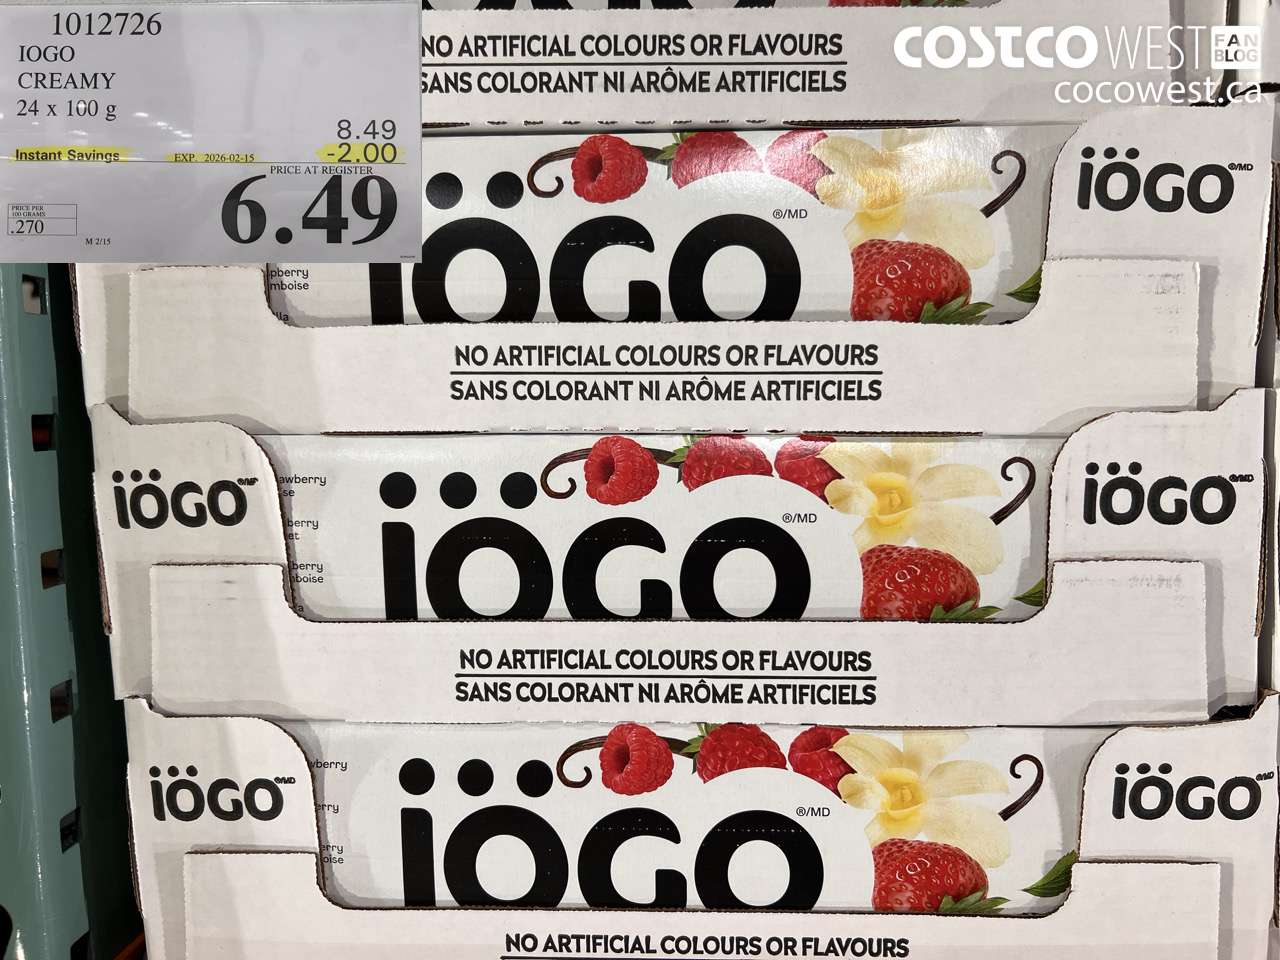 1012726
IOGO
CREAMY
24 x 100 g
8.49
Instant Savings EXP. 2026-02-15 -2.00
PRICE AT REGISTER
6.49
PRICE PER
100 GRAMS
.270
M 2/15
COSTCO WEST FAN BLOG
cocowest.ca
NO ARTIFICIAL COLOURS OR FLAVOURS
SANS COLORANT NI ARÔME ARTIFICIELS
iÖGO ®/MD
iÖGO ®/MD
NO ARTIFICIAL COLOURS OR FLAVOURS
SANS COLORANT NI ARÔME ARTIFICIELS
iÖGO
iÖGO ®/MD
iÖGO
NO ARTIFICIAL COLOURS OR FLAVOURS
SANS COLORANT NI ARÔME ARTIFICIELS
iÖGO ®/MD
iÖGO ®/MD
iÖGO
NO ARTIFICIAL COLOURS OR FLAVOURS